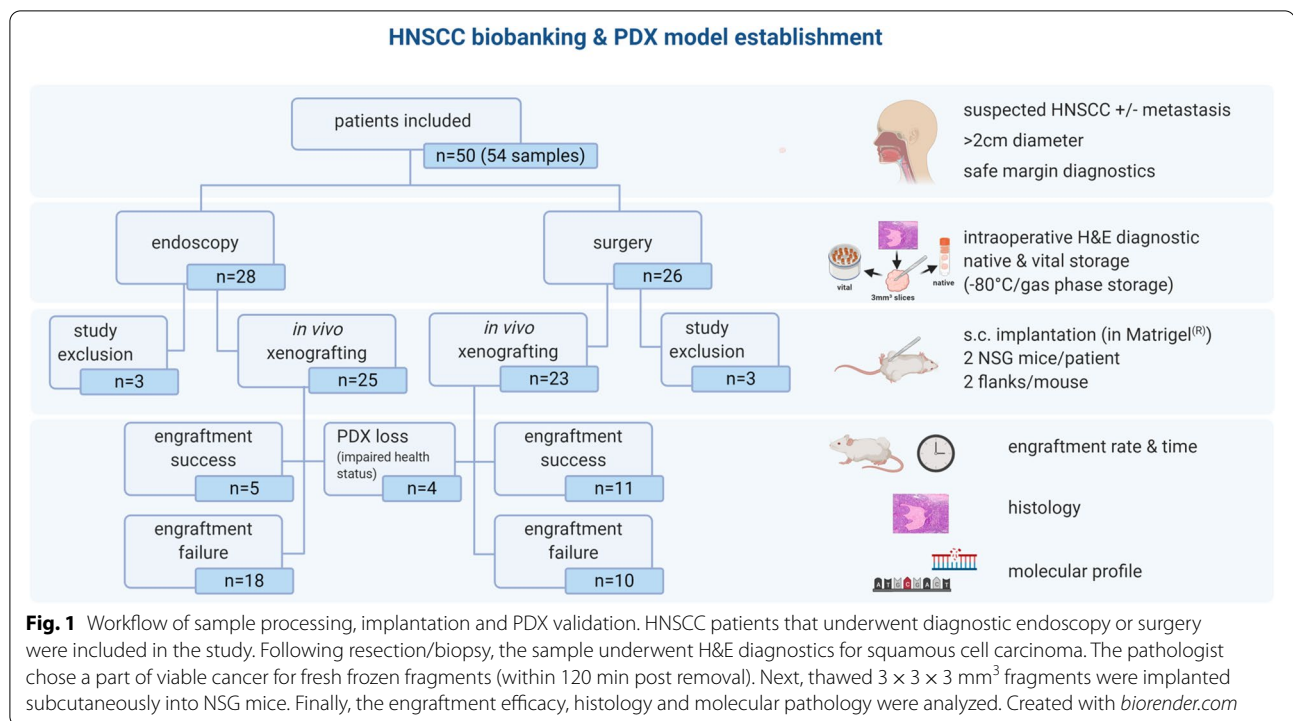 HNSCC biobanking & PDX model establishment
patients included
n=50 (54 samples)
suspected HNSCC +/- metastasis
>2cm diameter
safe margin diagnostics
endoscopy
n=28
surgery
n=26
vital
3mm³ slices
native
intraoperative H&E diagnostic
native & vital storage
(-80°C/gas phase storage)
study
exclusion
n=3
in vivo
xenografting
n=25
in vivo
xenografting
n=23
study
exclusion
n=3
s.c. implantation (in Matrigel(R))
2 NSG mice/patient
2 flanks/mouse
engraftment
success
n=5
PDX loss
(impaired health
status)
n=4
engraftment
success
n=11
engraftment rate & time
engraftment
failure
n=18
engraftment
failure
n=10
histology
molecular profile
A T G C G A C T
Fig. 1 Workflow of sample processing, implantation and PDX validation. HNSCC patients that underwent diagnostic endoscopy or surgery
were included in the study. Following resection/biopsy, the sample underwent H&E diagnostics for squamous cell carcinoma. The pathologist
chose a part of viable cancer for fresh frozen fragments (within 120 min post removal). Next, thawed 3 × 3 × 3 mm³ fragments were implanted
subcutaneously into NSG mice. Finally, the engraftment efficacy, histology and molecular pathology were analyzed. Created with biorender.com